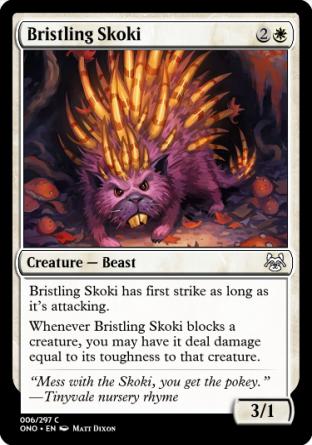 Bristling Skoki 2
Creature — Beast
Bristling Skoki has first strike as long as
it's attacking.
Whenever Bristling Skoki blocks a
creature, you may have it deal damage
equal to its toughness to that creature.
“Mess with the Skoki, you get the pokey.”
—Tinyvale nursery rhyme
3/1
006/297 C
ONO • EN Matt Dixon